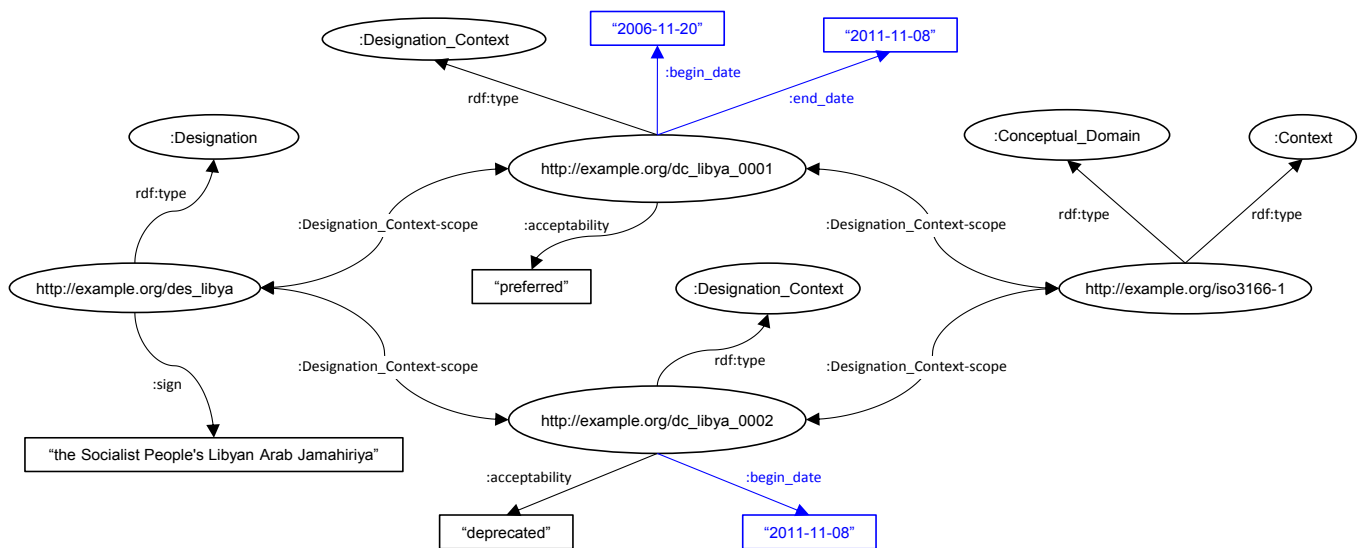 :Designation_Context
“2006-11-20”
“2011-11-08”
:begin_date
:end_date
rdf:type
:Designation
:Conceptual_Domain
:Context
http://example.org/dc_libya_0001
rdf:type
rdf:type
rdf:type
:Designation_Context-scope
:acceptability
:Designation_Context-scope
http://example.org/des_libya
“preferred”
:Designation_Context
http://example.org/iso3166-1
:sign
:Designation_Context-scope
rdf:type
:Designation_Context-scope
http://example.org/dc_libya_0002
“the Socialist People's Libyan Arab Jamahiriya”
:acceptability
:begin_date
“deprecated”
“2011-11-08”